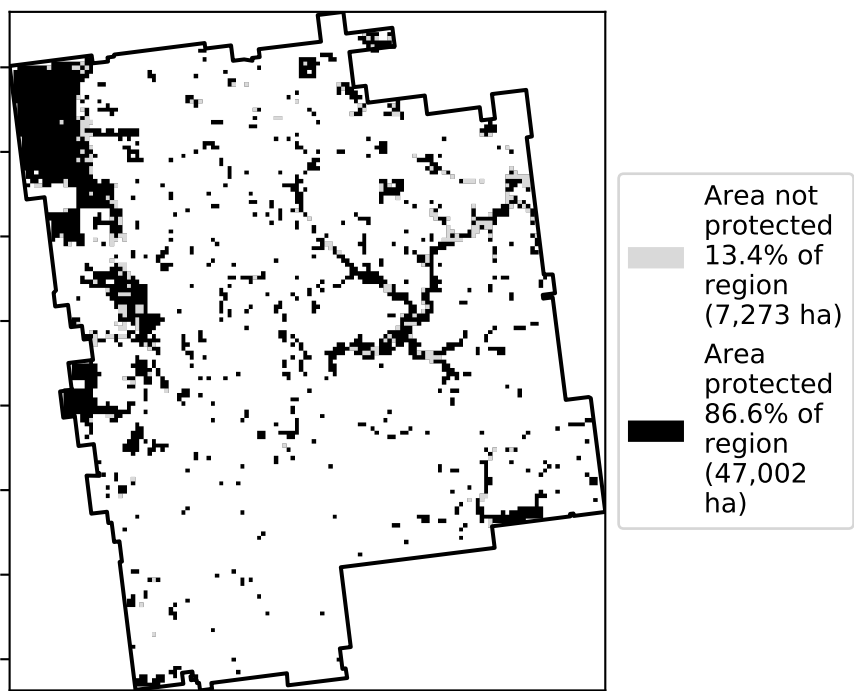 Area not
protected
13.4% of
region
(7,273 ha)
Area
protected
86.6% of
region
(47,002
ha)